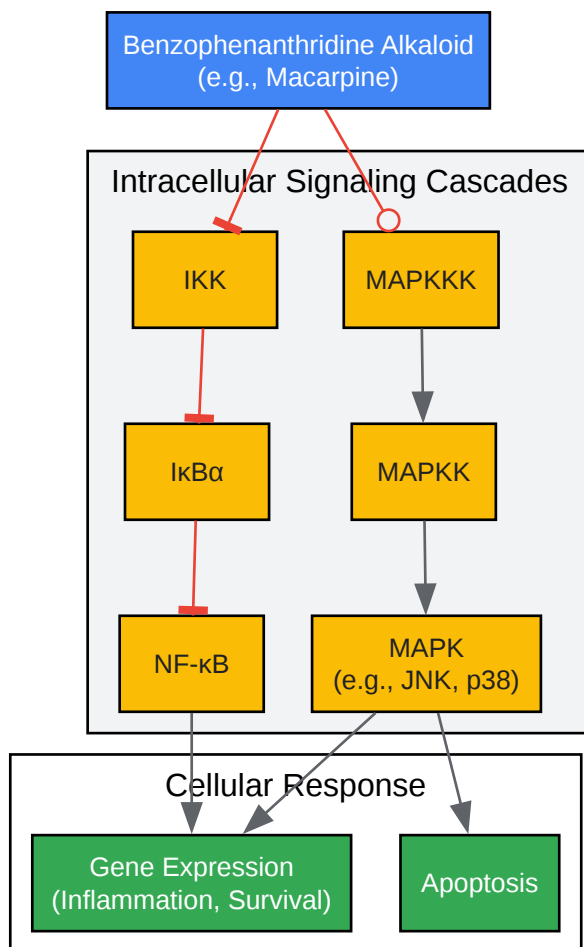 Benzophenanthridine Alkaloid
(e.g., Macarpine)
Intracellular Signaling Cascades
IKK
MAPKKK
IκBα
MAPKK
NF-κB
MAPK
(e.g., JNK, p38)
Cellular Response
Gene Expression
(Inflammation, Survival)
Apoptosis